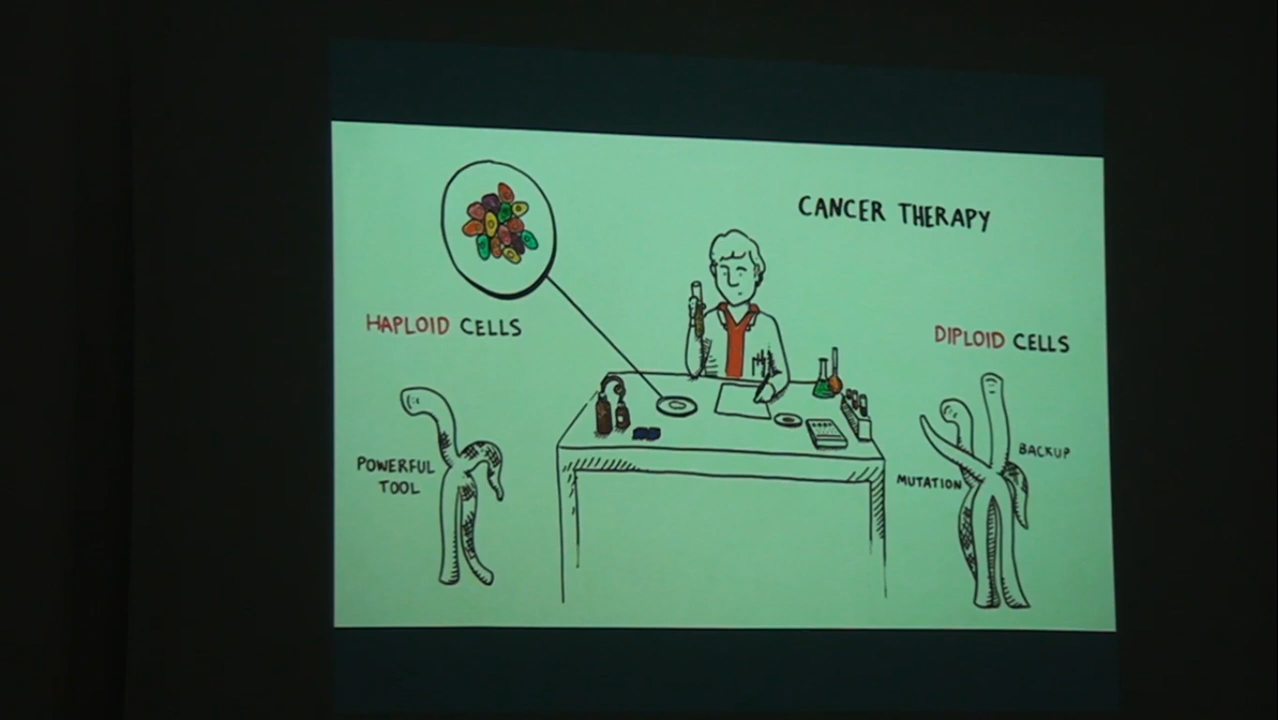 CANCER THERAPY
HAPLOID CELLS
DIPLOID CELLS
POWERFUL
TOOL
BACKUP
MUTATION